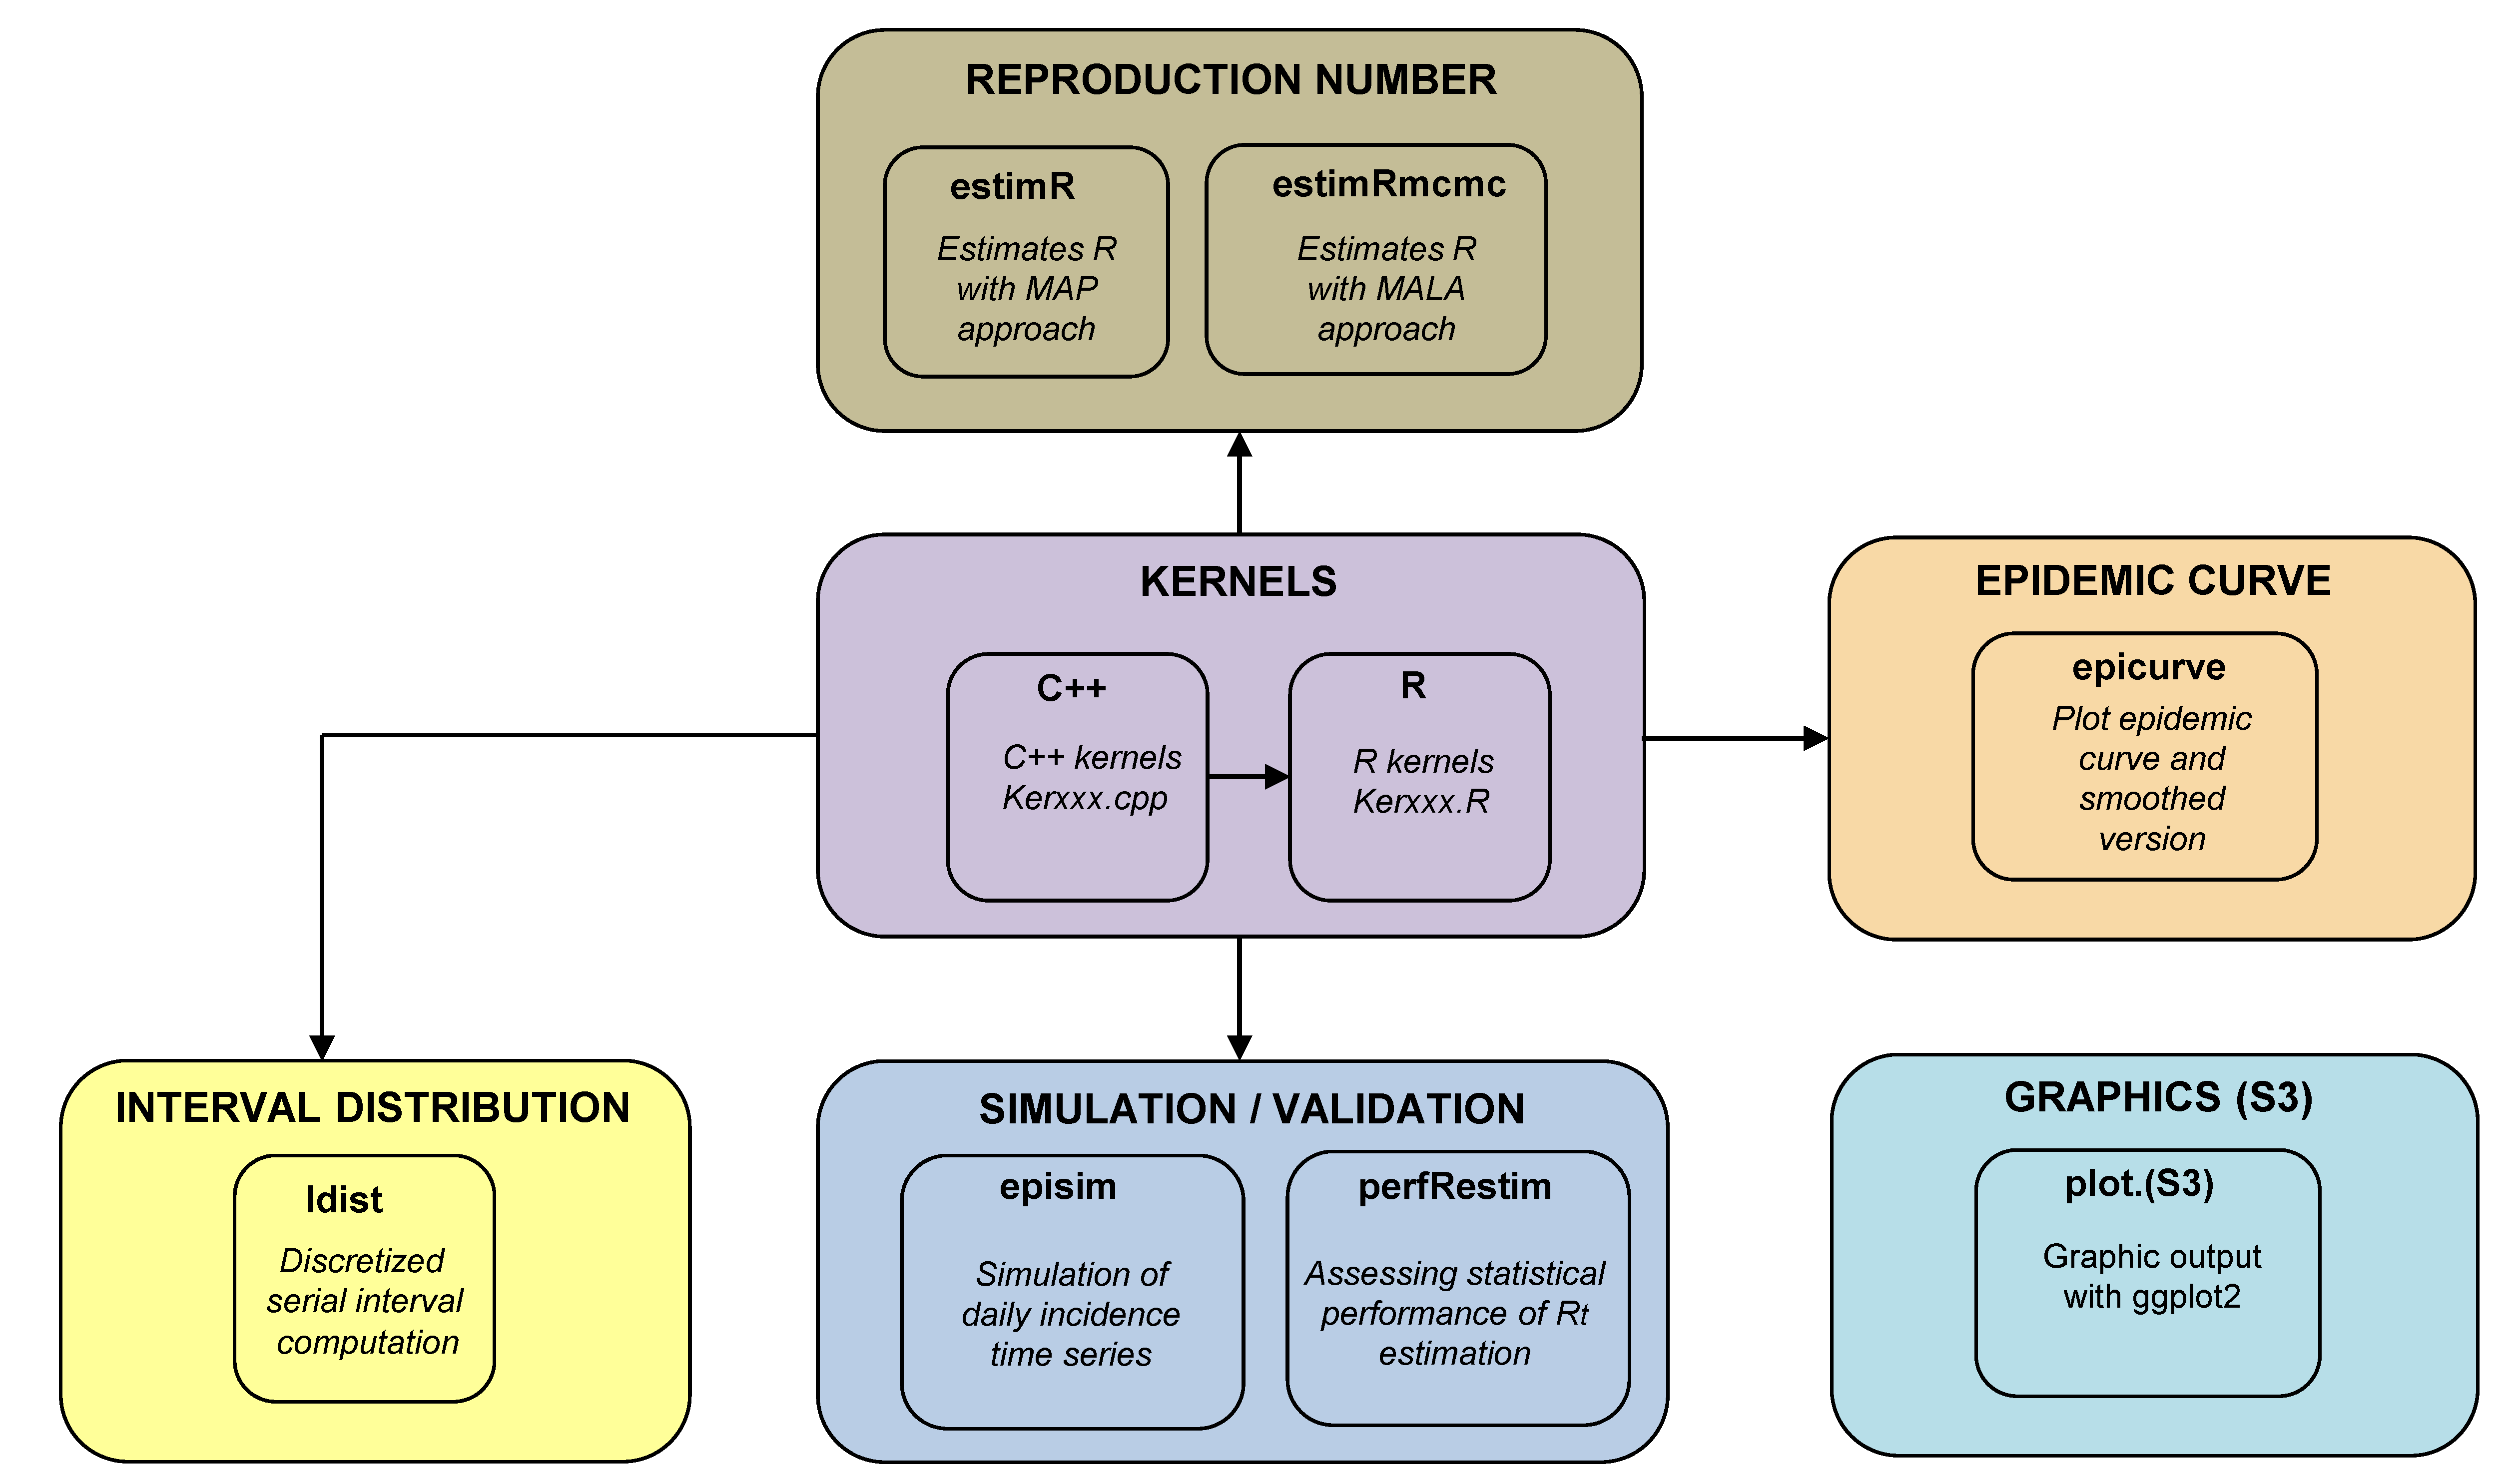 REPRODUCTION NUMBER
estimR
Estimates R
with MAP
approach
estimRmcmc
Estimates R
with MALA
approach
KERNELS
C++
C++ kernels
Kerxxx.cpp
R
R kernels
Kerxxx.R
EPIDEMIC CURVE
epicurve
Plot epidemic
curve and
smoothed
version
INTERVAL DISTRIBUTION
Idist
Discretized
serial interval
computation
SIMULATION / VALIDATION
episim
Simulation of
daily incidence
time series
perfRestim
Assessing statistical
performance of Rt
estimation
GRAPHICS (S3)
plot.(S3)
Graphic output
with ggplot2